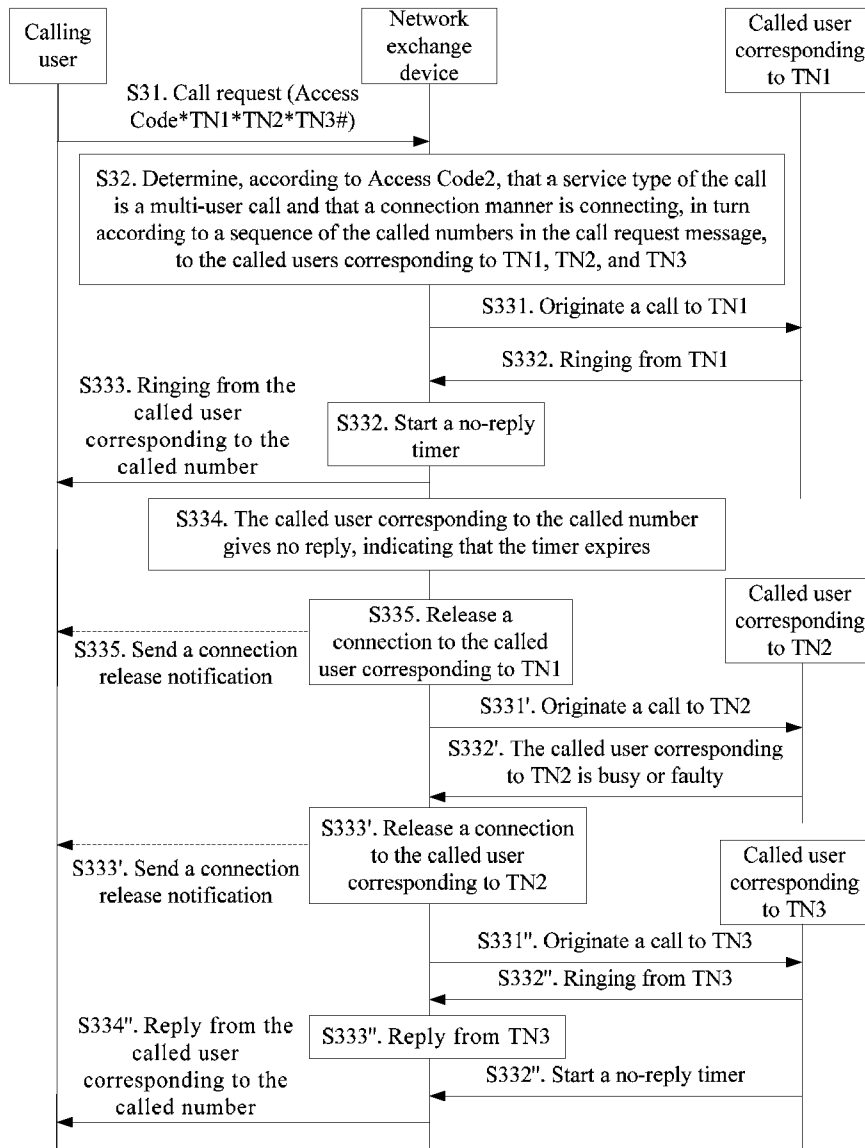 Calling
user
Network
exchange
device
Called user
corresponding
to TN1
S31. Call request (Access
Code*TN1*TN2*TN3#)
S32. Determine, according to Access Code2, that a service type of the call
is a multi-user call and that a connection manner is connecting, in turn
according to a sequence of the called numbers in the call request message,
to the called users corresponding to TN1, TN2, and TN3
S331. Originate a call to TN1
S332. Ringing from TN1
S333. Ringing from the
called user
corresponding to the
called number
S332. Start a no-reply
timer
S334. The called user corresponding to the called number
gives no reply, indicating that the timer expires
S335. Release a
connection to the called
user corresponding to TN1
S335. Send a connection
release notification
Called user
corresponding
to TN2
S331'. Originate a call to TN2
S332'. The called user corresponding
to TN2 is busy or faulty
S333'. Release a connection
to the called user
corresponding to TN2
S333'. Send a connection
release notification
Called user
corresponding
to TN3
S331''. Originate a call to TN3
S332''. Ringing from TN3
S334''. Reply from the
called user
corresponding to the
called number
S333''. Reply from TN3
S332''. Start a no-reply timer